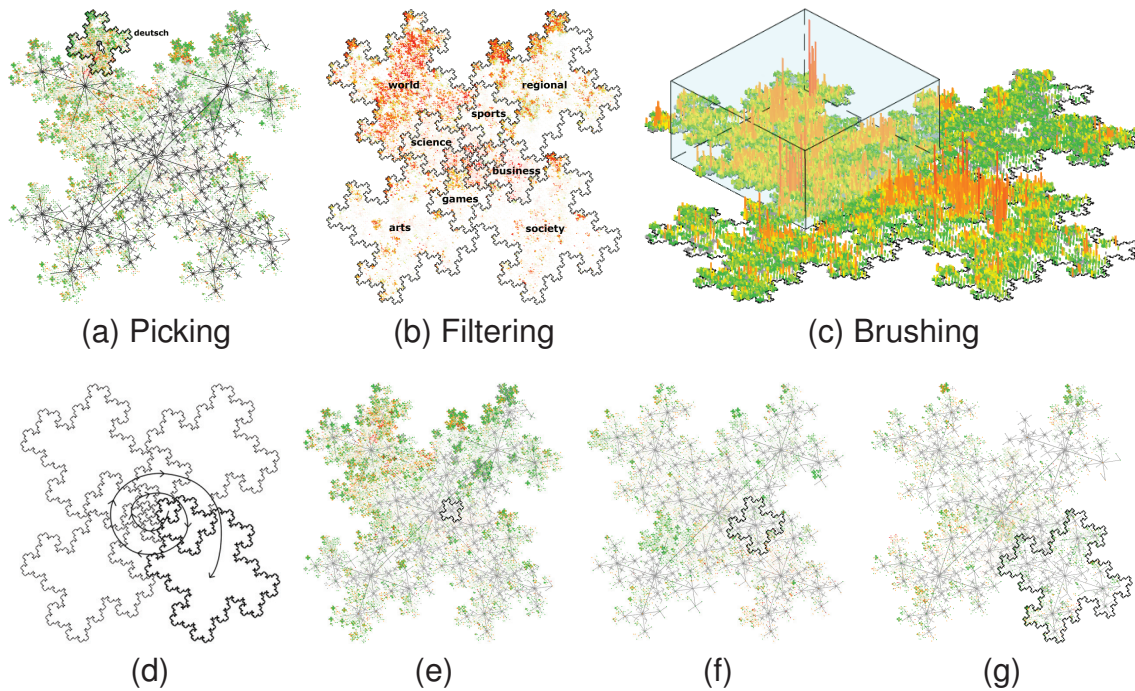 deutsch
(a) Picking
world
regional
sports
science
business
games
arts
society
(b) Filtering
(c) Brushing
(d)
(e)
(f)
(g)